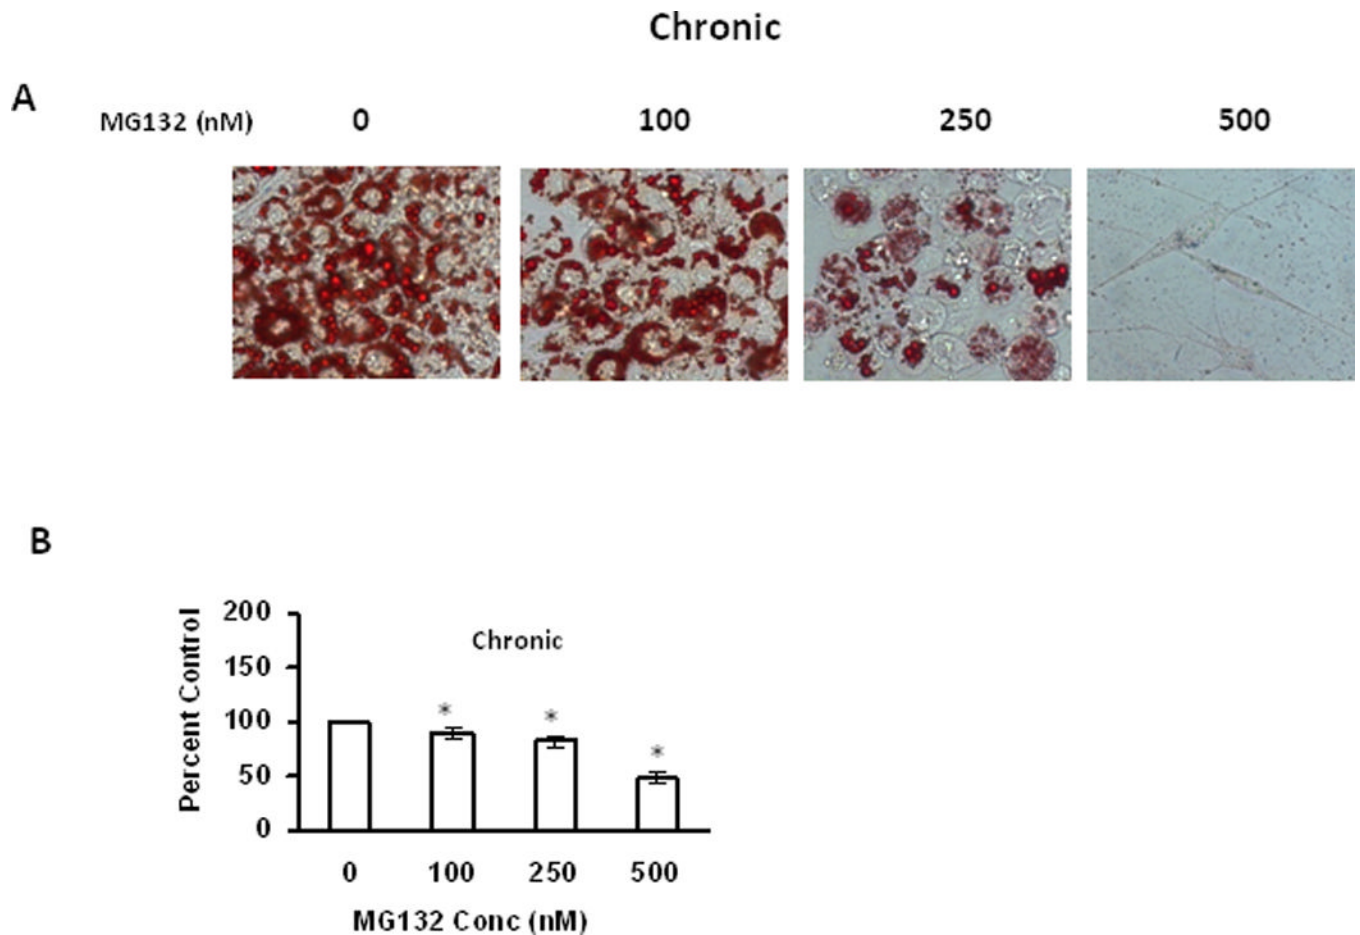 Chronic
A
MG132 (nM) 0 100 250 500
B
200
150
100
50
0
Percent Control
Chronic
* * *
0 100 250 500
MG132 Conc (nM)